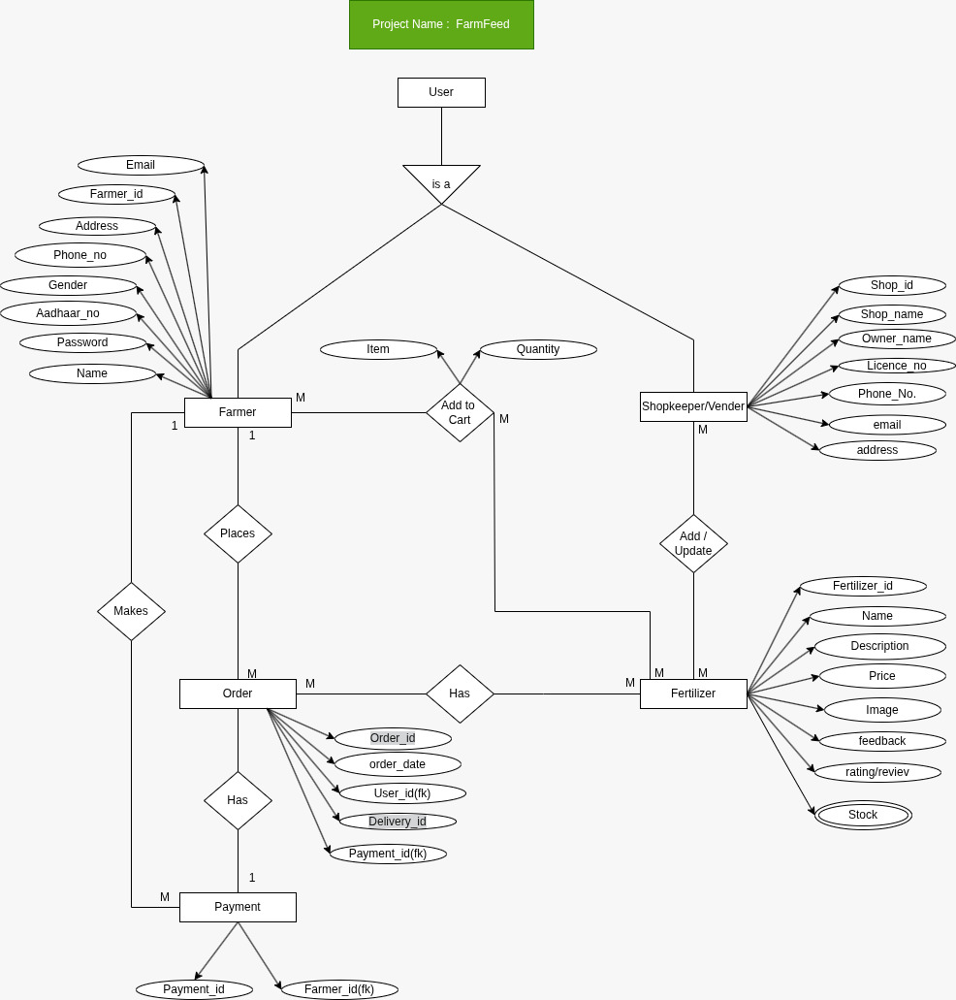 Project Name :  FarmFeed
User
is a
Email
Farmer_id
Address
Phone_no
Gender
Aadhaar_no
Password
Name
Item
Quantity
Shop_id
Shop_name
Owner_name
Licence_no
Phone_No.
email
address
Farmer
M
1
1
Add to
Cart
M
Shopkeeper/Vender
M
Places
Add /
Update
Makes
Fertilizer_id
Name
Description
Price
Image
feedback
rating/reviev
Stock
M
Order
M
Has
M
M
M
Fertilizer
Order_id
order_date
User_id(fk)
Delivery_id
Payment_id(fk)
Has
1
M
Payment
Payment_id
Farmer_id(fk)